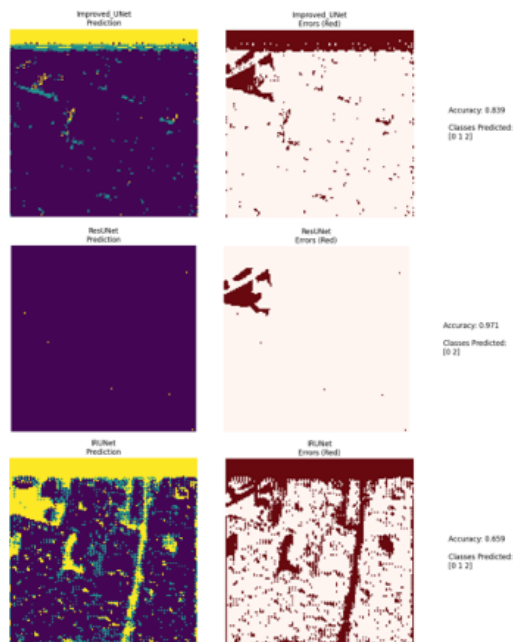 Improved_UNet
Prediction
Improved_UNet
Errors (Red)
Accuracy: 0.839
Classes Predicted:
[0 1 2]
ResUNet
Prediction
ResUNet
Errors (Red)
Accuracy: 0.971
Classes Predicted:
[0 2]
IRUNet
Prediction
IRUNet
Errors (Red)
Accuracy: 0.659
Classes Predicted:
[0 1 2]